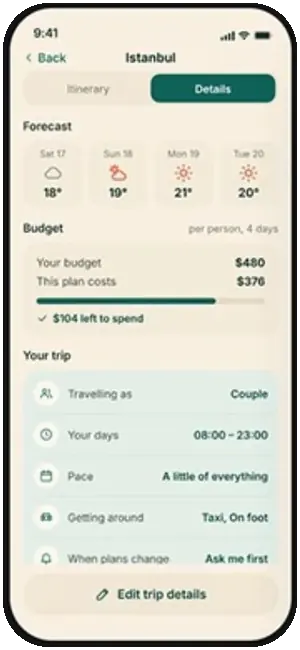 9:41
Back
Istanbul
Itinerary
Details
Forecast
Sat 17
Sun 18
Mon 19
Tue 20
18°
19°
21°
20°
Budget
per person, 4 days
Your budget
$480
This plan costs
$376
$104 left to spend
Your trip
Travelling as
Couple
Your days
08:00 – 23:00
Pace
A little of everything
Getting around
Taxi, On foot
When plans change
Ask me first
Edit trip details